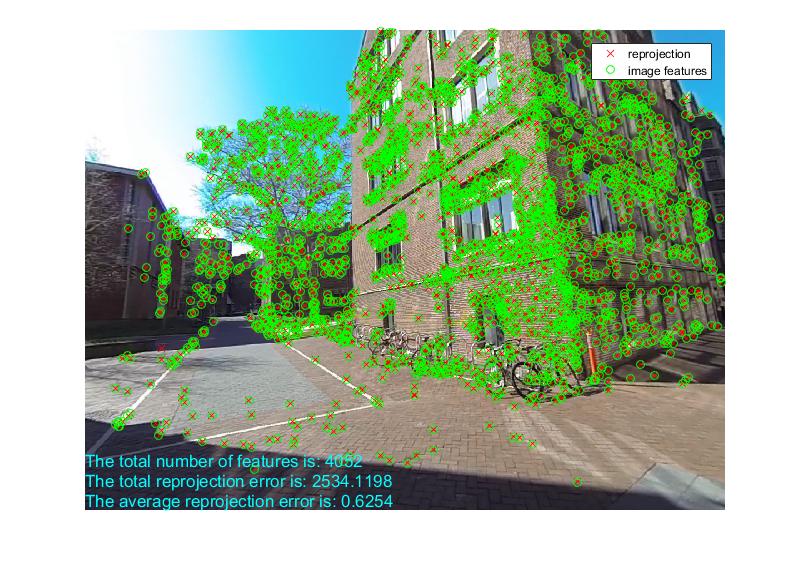 reprojection
image features
The total number of features is: 4052
The total reprojection error is: 2534.1198
The average reprojection error is: 0.6254